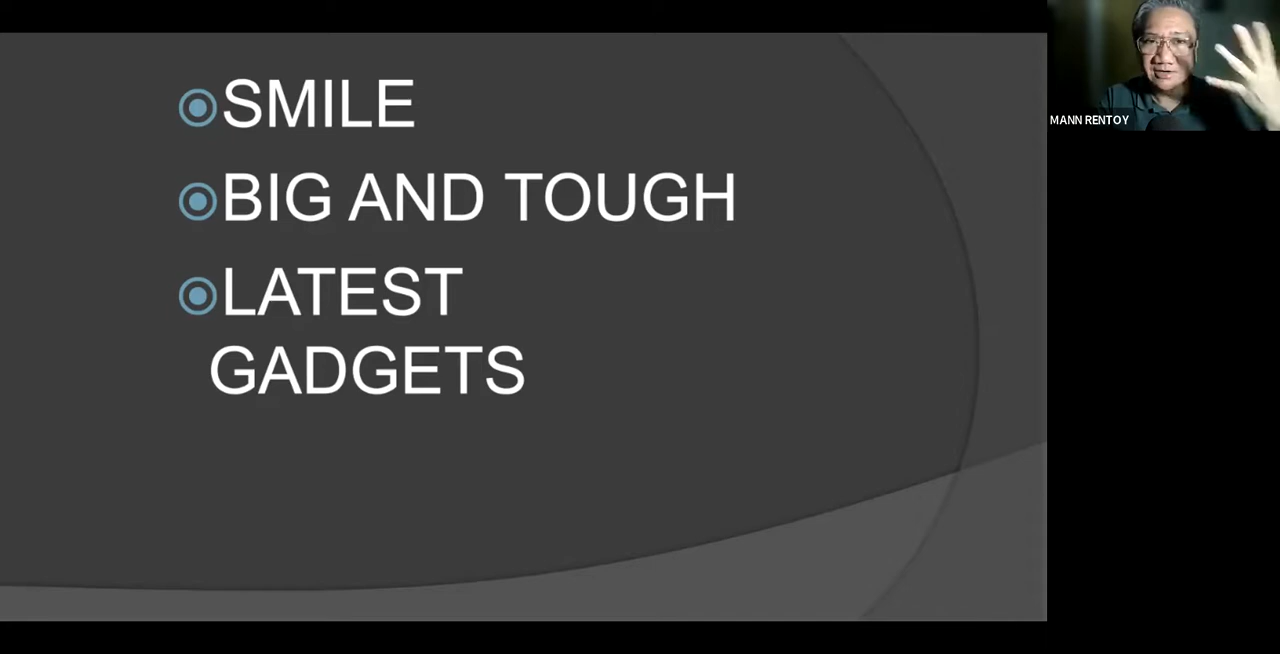 SMILE
BIG AND TOUGH
LATEST
GADGETS
MANN RENTOY